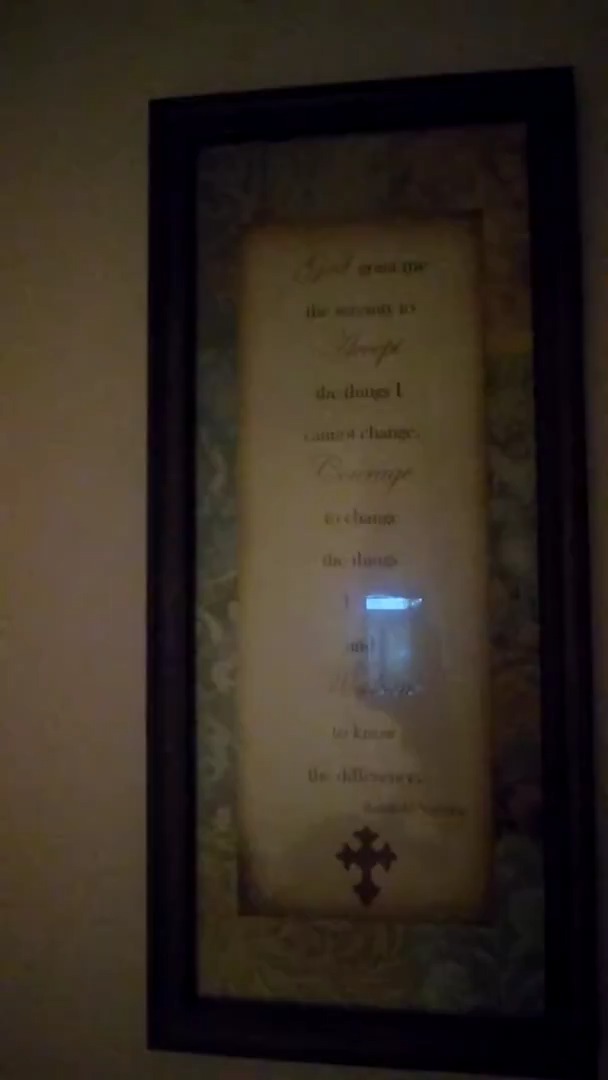 God grant me
the serenity to
Accept
the things I
cannot change,
Courage
to change
the things
I
and
Wisdom
to know
the difference.